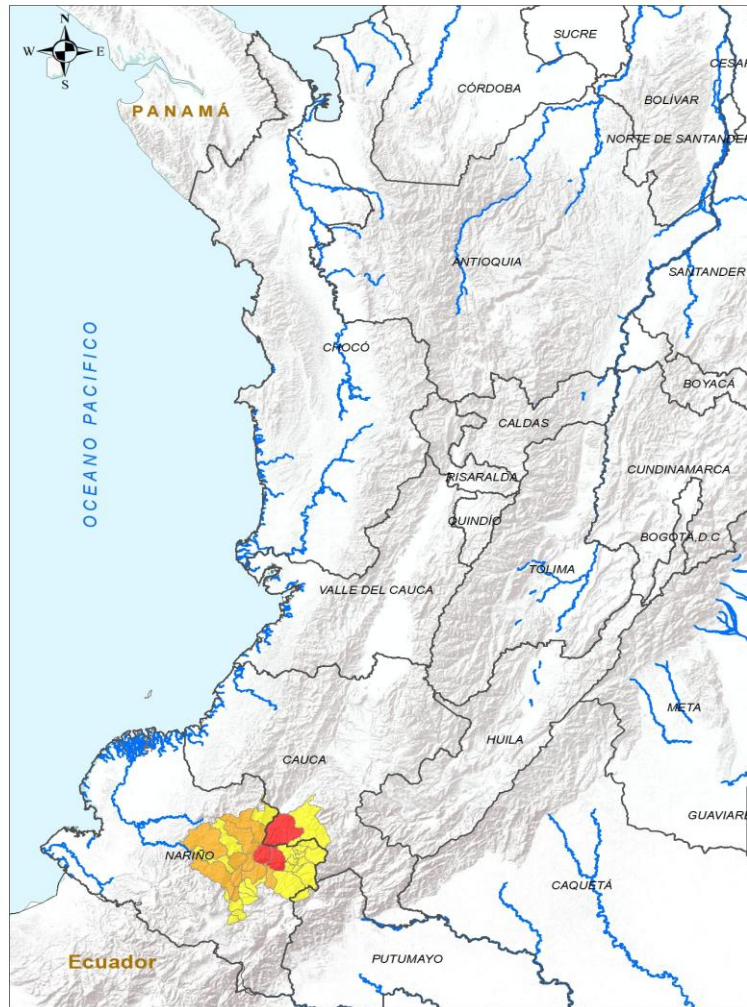 N
W E
S
SUCRE
CESAR
CÓRDOBA
BOLÍVAR
PANAMÁ
NORTE DE SANTANDER
ANTIOQUIA
SANTANDER
OCEANO PACIFICO
CHOCÓ
BOYACÁ
CALDAS
CUNDINAMARCA
RISARALDA
QUINDÍO
BOGOTÁ,D.C
TOLIMA
VALLE DEL CAUCA
META
HUILA
CAUCA
GUAVIARE
NARIÑO
CAQUETÁ
Ecuador
PUTUMAYO